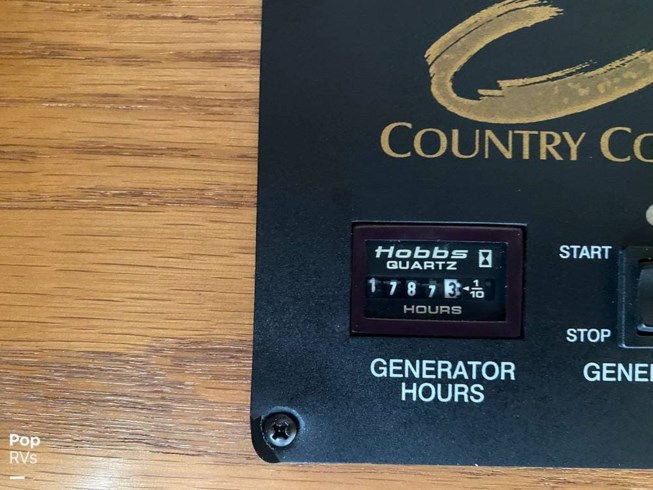 COUNTRY CO
Hobbs
QUARTZ
1 7 8 7 3 ◄ 1/10
HOURS
GENERATOR
HOURS
START
STOP
GENE
Pop
RVs